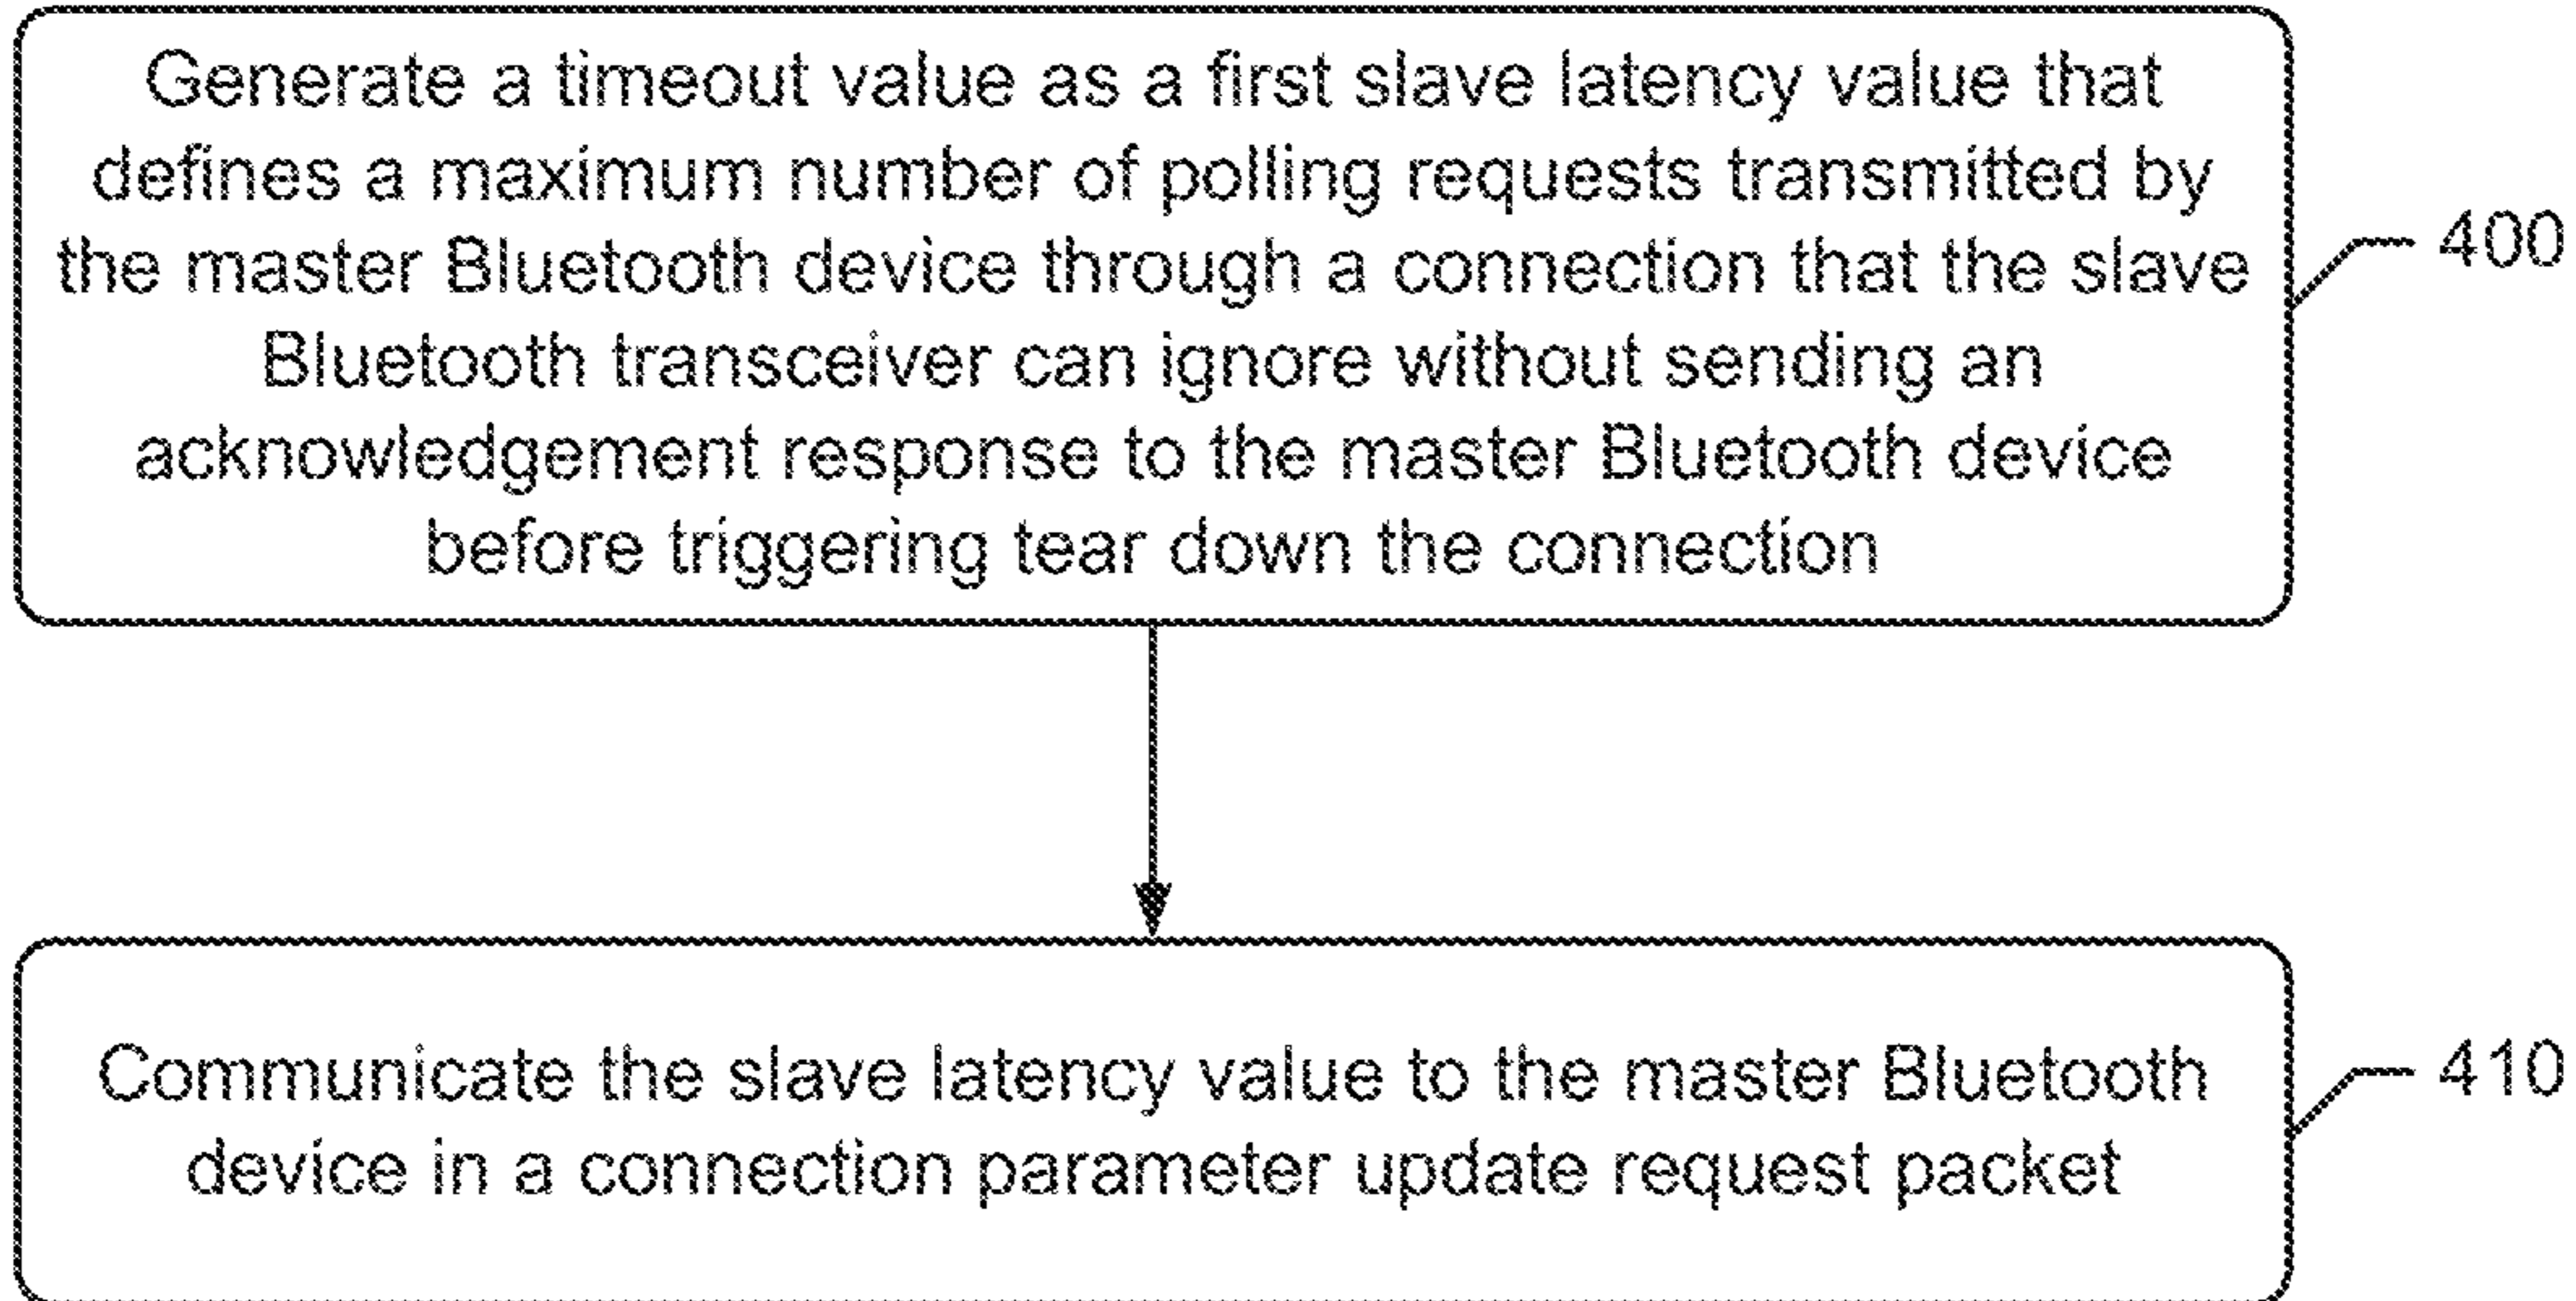 Generate a timeout value as a first slave latency value that
defines a maximum number of polling requests transmitted by
the master Bluetooth device through a connection that the slave
Bluetooth transceiver can ignore without sending an
acknowledgement response to the master Bluetooth device
before triggering tear down the connection
400
Communicate the slave latency value to the master Bluetooth
device in a connection parameter update request packet
410